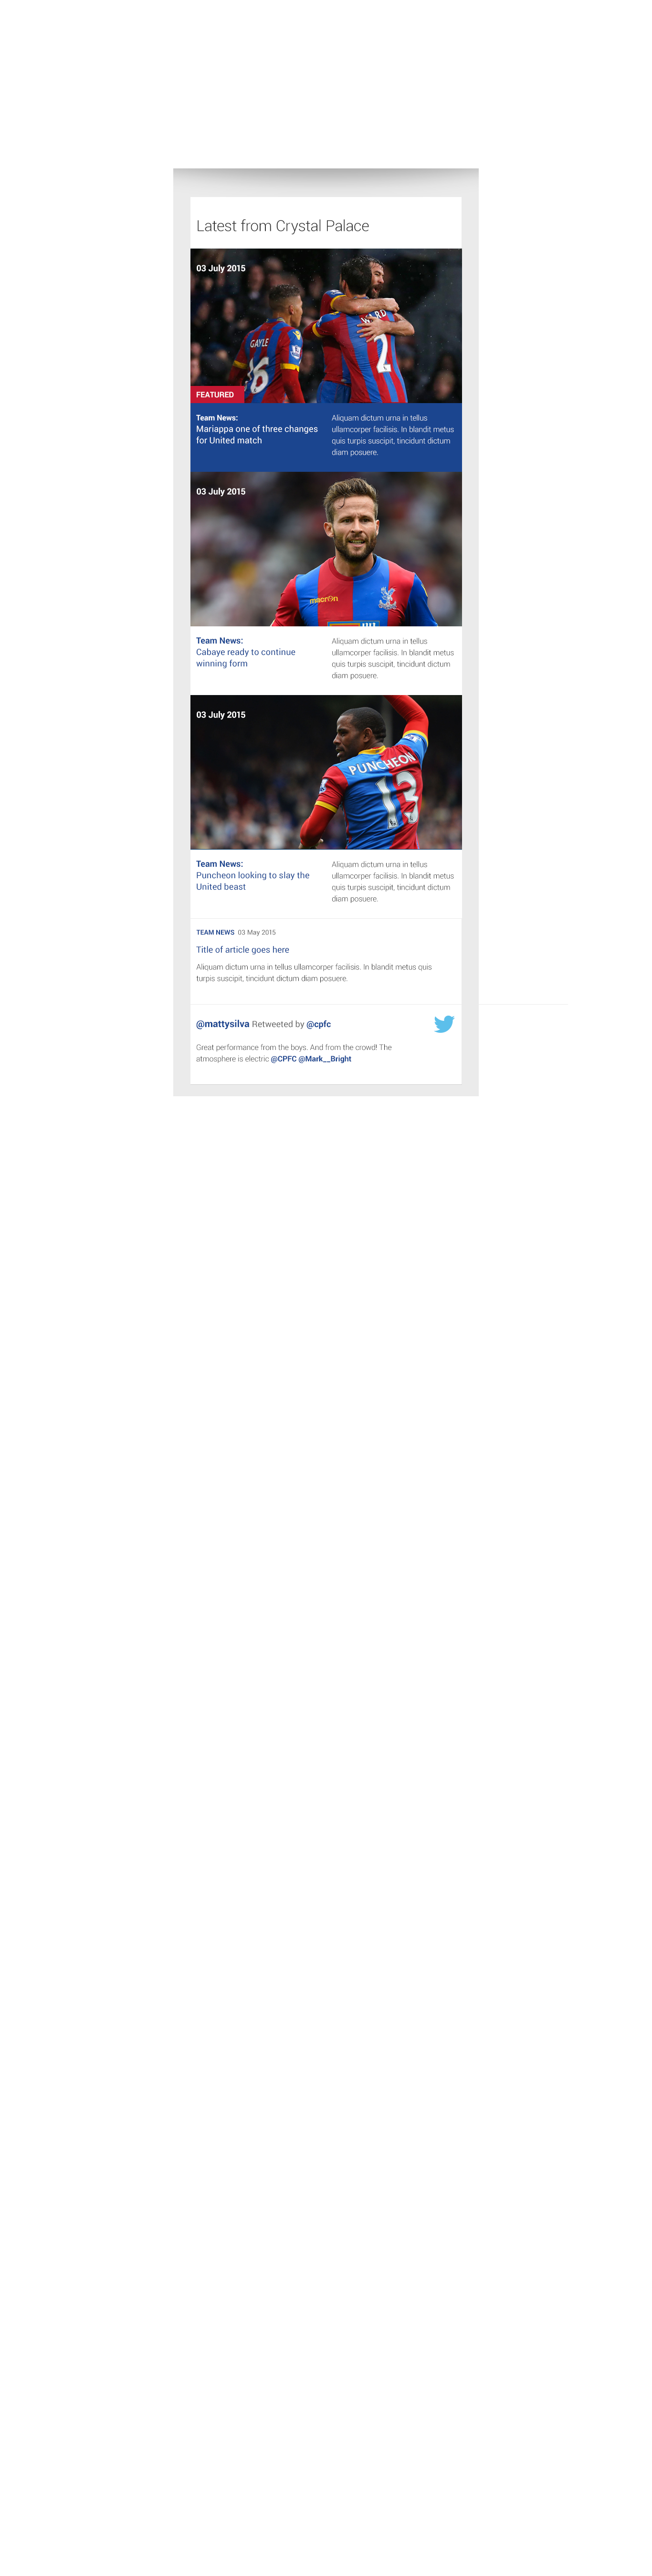 Latest from Crystal Palace
03 July 2015
GAYLE
16
WARD
2
FEATURED
Team News:
Mariappa one of three changes
for United match
Aliquam dictum urna in tellus
ullamcorper facilisis. In blandit metus
quis turpis suscipit, tincidunt dictum
diam posuere.
03 July 2015
macron
Team News:
Cabaye ready to continue
winning form
Aliquam dictum urna in tellus
ullamcorper facilisis. In blandit metus
quis turpis suscipit, tincidunt dictum
diam posuere.
03 July 2015
PUNCHEON
13
Team News:
Puncheon looking to slay the
United beast
Aliquam dictum urna in tellus
ullamcorper facilisis. In blandit metus
quis turpis suscipit, tincidunt dictum
diam posuere.
TEAM NEWS 03 May 2015
Title of article goes here
Aliquam dictum urna in tellus ullamcorper facilisis. In blandit metus quis
turpis suscipit, tincidunt dictum diam posuere.
@mattysilva Retweeted by @cpfc
Great performance from the boys. And from the crowd! The
atmosphere is electric @CPFC @Mark__Bright